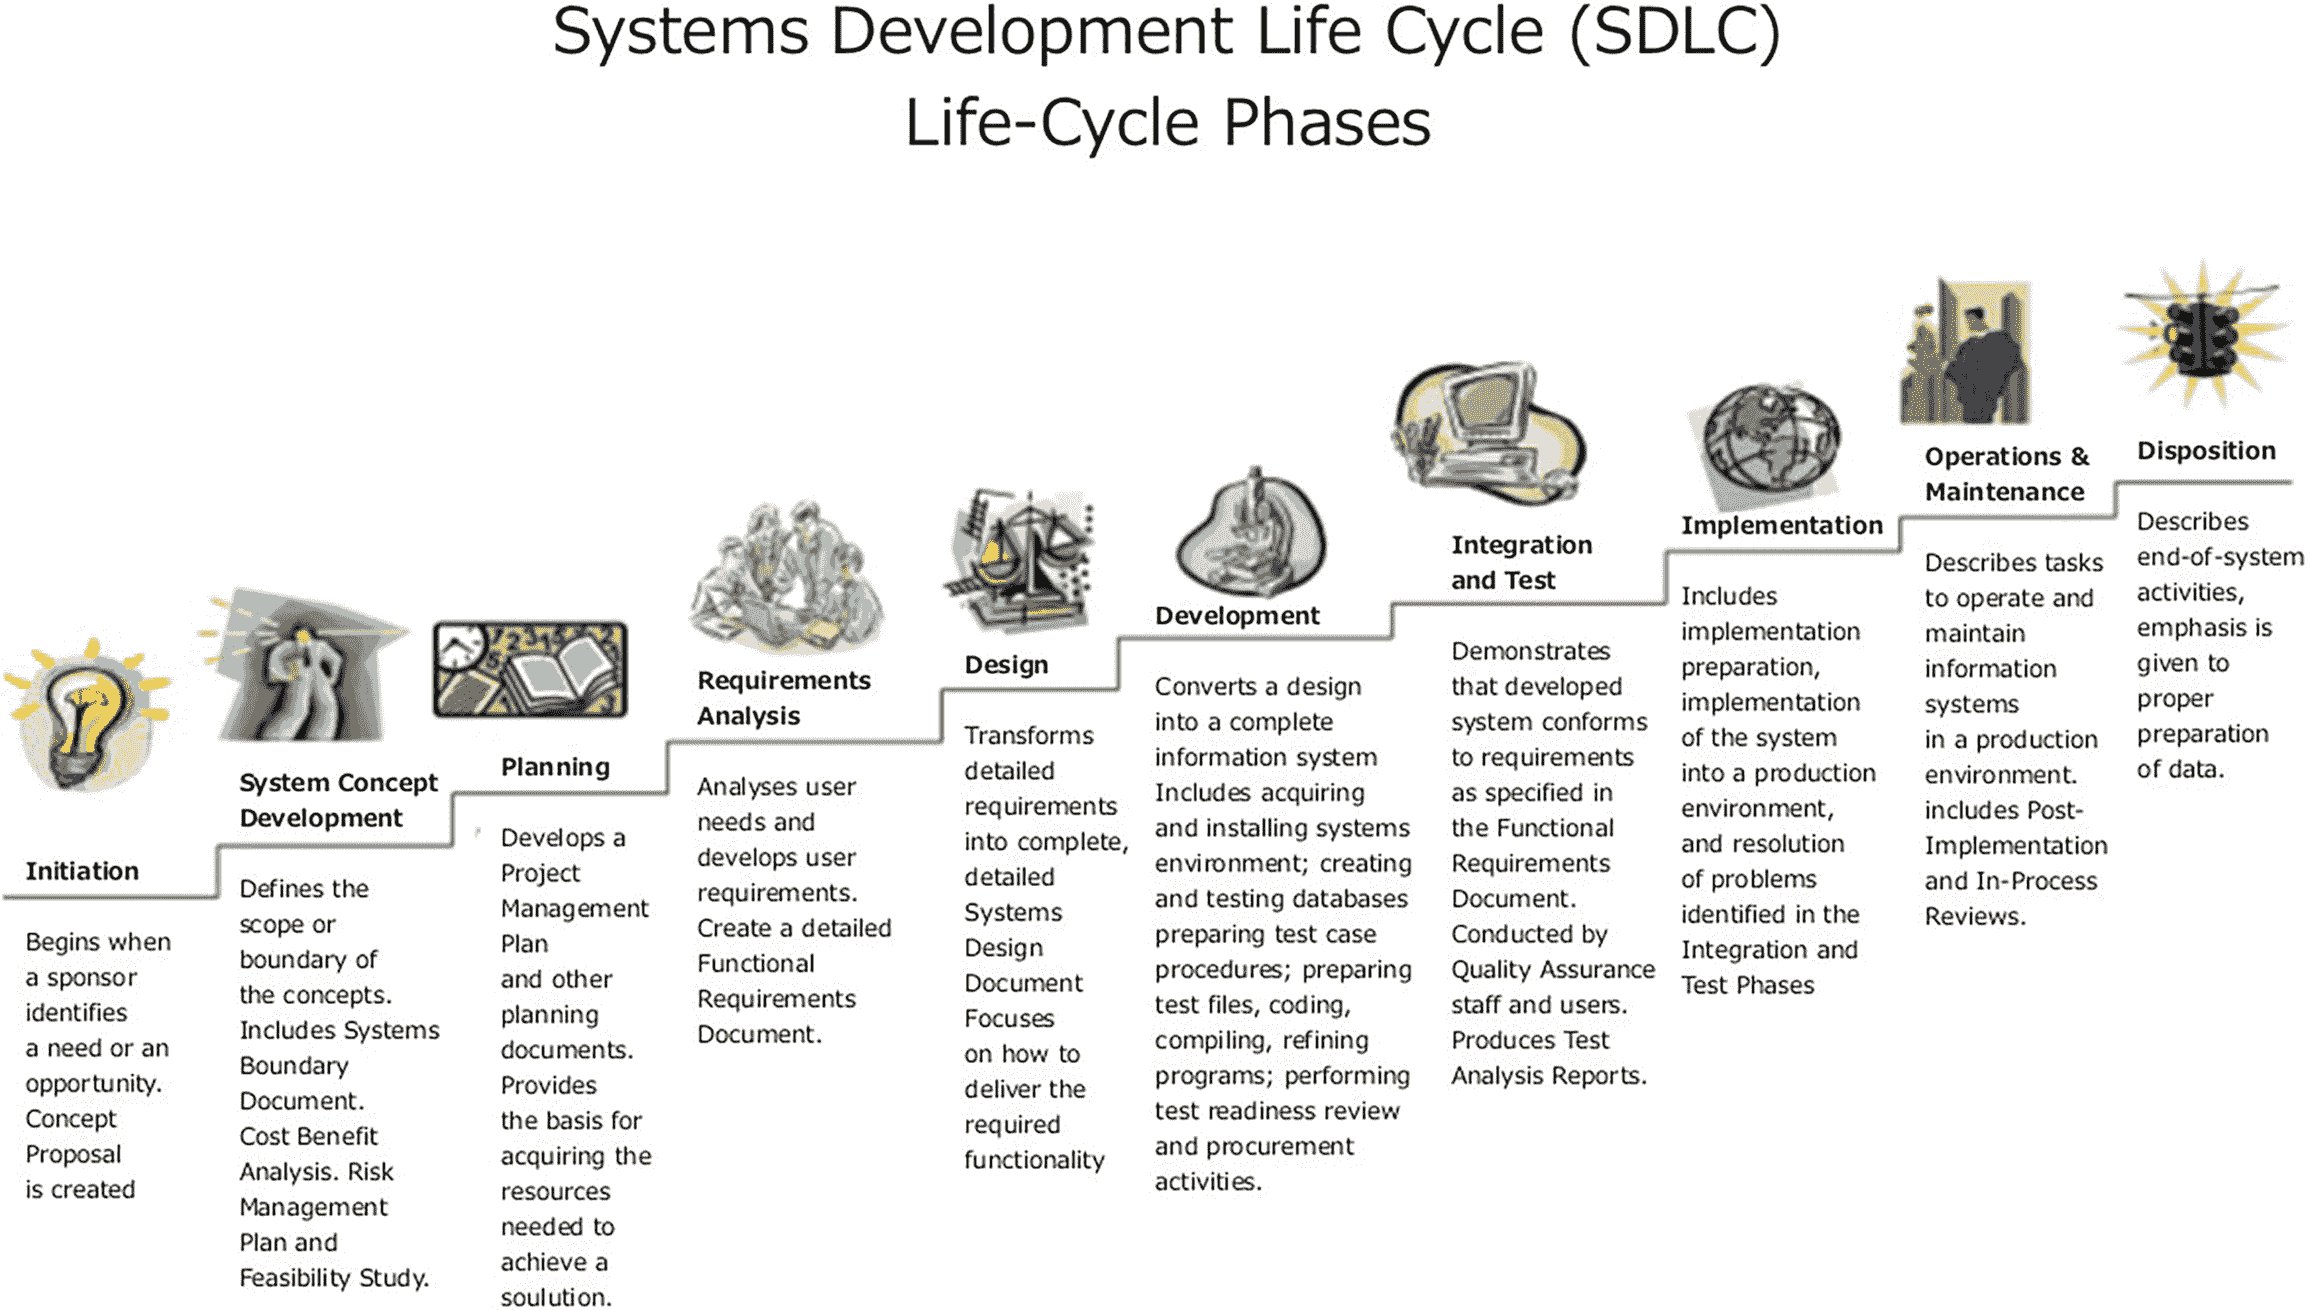 Systems Development Life Cycle (SDLC)
Life-Cycle Phases
Initiation
Begins when
a sponsor
identifies
a need or an
opportunity.
Concept
Proposal
is created
System Concept
Development
Defines the
scope or
boundary of
the concepts.
Includes Systems
Boundary
Document.
Cost Benefit
Analysis. Risk
Management
Plan and
Feasibility Study.
Planning
Develops a
Project
Management
Plan
and other
planning
documents.
Provides
the basis for
acquiring the
resources
needed to
achieve a
soulution.
Requirements
Analysis
Analyses user
needs and
develops user
requirements.
Create a detailed
Functional
Requirements
Document.
Design
Transforms
detailed
requirements
into complete,
detailed
Systems
Design
Document
Focuses
on how to
deliver the
required
functionality
Development
Converts a design
into a complete
information system
Includes acquiring
and installing systems
environment; creating
and testing databases
preparing test case
procedures; preparing
test files, coding,
compiling, refining
programs; performing
test readiness review
and procurement
activities.
Integration
and Test
Demonstrates
that developed
system conforms
to requirements
as specified in
the Functional
Requirements
Document.
Conducted by
Quality Assurance
staff and users.
Produces Test
Analysis Reports.
Implementation
Includes
implementation
preparation,
implementation
of the system
into a production
environment,
and resolution
of problems
identified in the
Integration and
Test Phases
Operations &
Maintenance
Describes tasks
to operate and
maintain
information
systems
in a production
environment.
includes Post-
Implementation
and In-Process
Reviews.
Disposition
Describes
end-of-system
activities,
emphasis is
given to
proper
preparation
of data.